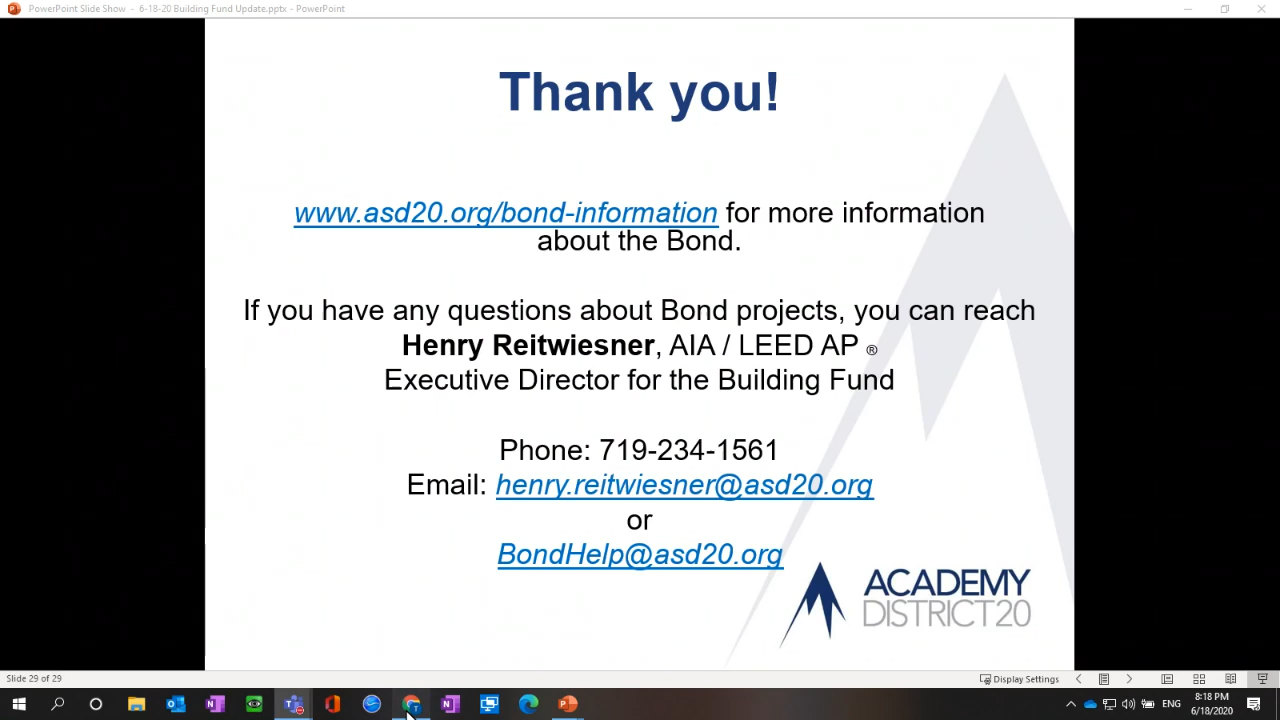 PowerPoint Slide Show - 6-18-20 Building Fund Update.pptx - PowerPoint
Thank you!
www.asd20.org/bond-information for more information
about the Bond.
If you have any questions about Bond projects, you can reach
Henry Reitwiesner, AIA / LEED AP ®
Executive Director for the Building Fund
Phone: 719-234-1561
Email: henry.reitwiesner@asd20.org
or
BondHelp@asd20.org
ACADEMY
DISTRICT20
Slide 29 of 29
Display Settings
ENG
8:18 PM
6/18/2020